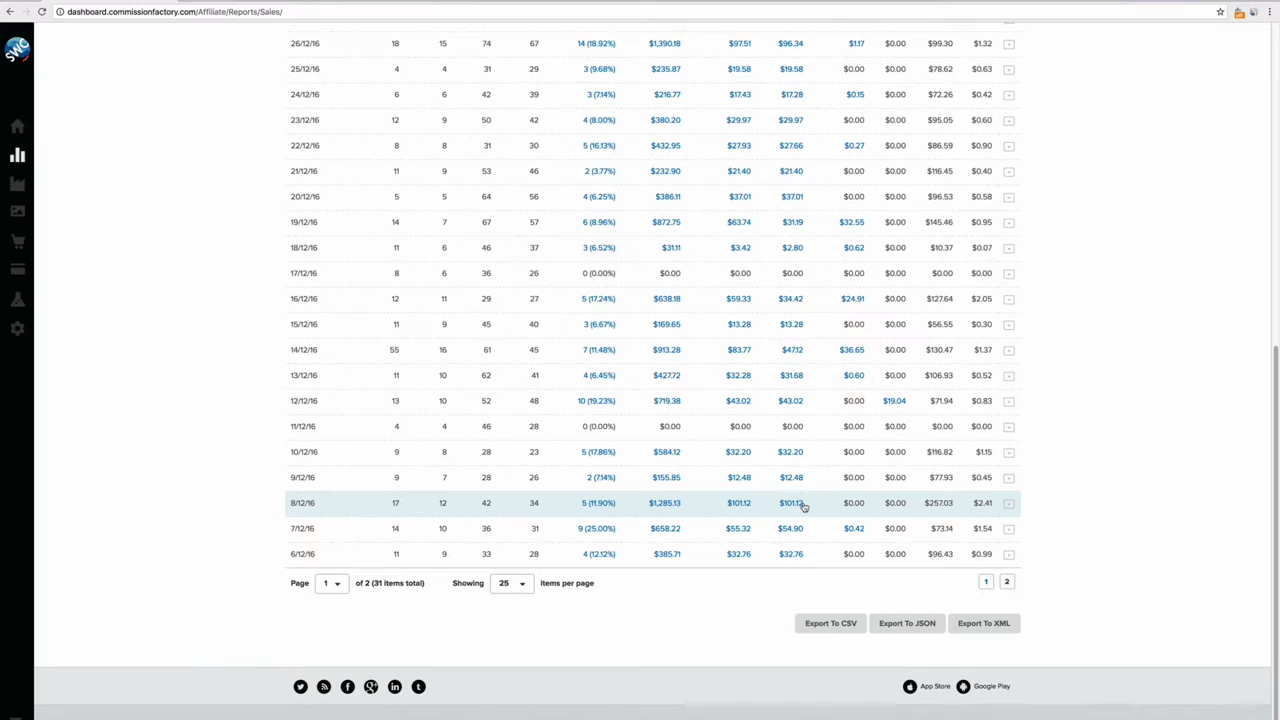 dashboard.commissionfactory.com/Affiliate/Reports/Sales/
off
SWC
26/12/16 18 15 74 67 14 (18.92%) $1,390.18 $97.51 $96.34 $1.17 $0.00 $99.30 $1.32
25/12/16 4 4 31 29 3 (9.68%) $235.87 $19.58 $19.58 $0.00 $0.00 $78.62 $0.63
24/12/16 6 6 42 39 3 (7.14%) $216.77 $17.43 $17.28 $0.15 $0.00 $72.26 $0.42
23/12/16 12 9 50 42 4 (8.00%) $380.20 $29.97 $29.97 $0.00 $0.00 $95.05 $0.60
22/12/16 8 8 31 30 5 (16.13%) $432.95 $27.93 $27.66 $0.27 $0.00 $86.59 $0.90
21/12/16 11 9 53 46 2 (3.77%) $232.90 $21.40 $21.40 $0.00 $0.00 $116.45 $0.40
20/12/16 5 5 64 56 4 (6.25%) $386.11 $37.01 $37.01 $0.00 $0.00 $96.53 $0.58
19/12/16 14 7 67 57 6 (8.96%) $872.75 $63.74 $31.19 $32.55 $0.00 $145.46 $0.95
18/12/16 11 6 46 37 3 (6.52%) $31.11 $3.42 $2.80 $0.62 $0.00 $10.37 $0.07
17/12/16 8 6 36 26 0 (0.00%) $0.00 $0.00 $0.00 $0.00 $0.00 $0.00 $0.00
16/12/16 12 11 29 27 5 (17.24%) $638.18 $59.33 $34.42 $24.91 $0.00 $127.64 $2.05
15/12/16 11 9 45 40 3 (6.67%) $169.65 $13.28 $13.28 $0.00 $0.00 $56.55 $0.30
14/12/16 55 16 61 45 7 (11.48%) $913.28 $83.77 $47.12 $36.65 $0.00 $130.47 $1.37
13/12/16 11 10 62 41 4 (6.45%) $427.72 $32.28 $31.68 $0.60 $0.00 $106.93 $0.52
12/12/16 13 10 52 48 10 (19.23%) $719.38 $43.02 $43.02 $0.00 $19.04 $71.94 $0.83
11/12/16 4 4 46 28 0 (0.00%) $0.00 $0.00 $0.00 $0.00 $0.00 $0.00 $0.00
10/12/16 9 8 28 23 5 (17.86%) $584.12 $32.20 $32.20 $0.00 $0.00 $116.82 $1.15
9/12/16 9 7 28 26 2 (7.14%) $155.85 $12.48 $12.48 $0.00 $0.00 $77.93 $0.45
8/12/16 17 12 42 34 5 (11.90%) $1,285.13 $101.12 $101.12 $0.00 $0.00 $257.03 $2.41
7/12/16 14 10 36 31 9 (25.00%) $658.22 $55.32 $54.90 $0.42 $0.00 $73.14 $1.54
6/12/16 11 9 33 28 4 (12.12%) $385.71 $32.76 $32.76 $0.00 $0.00 $96.43 $0.99
Page 1 of 2 (31 items total) Showing 25 items per page 1 2
Export To CSV Export To JSON Export To XML
App Store Google Play